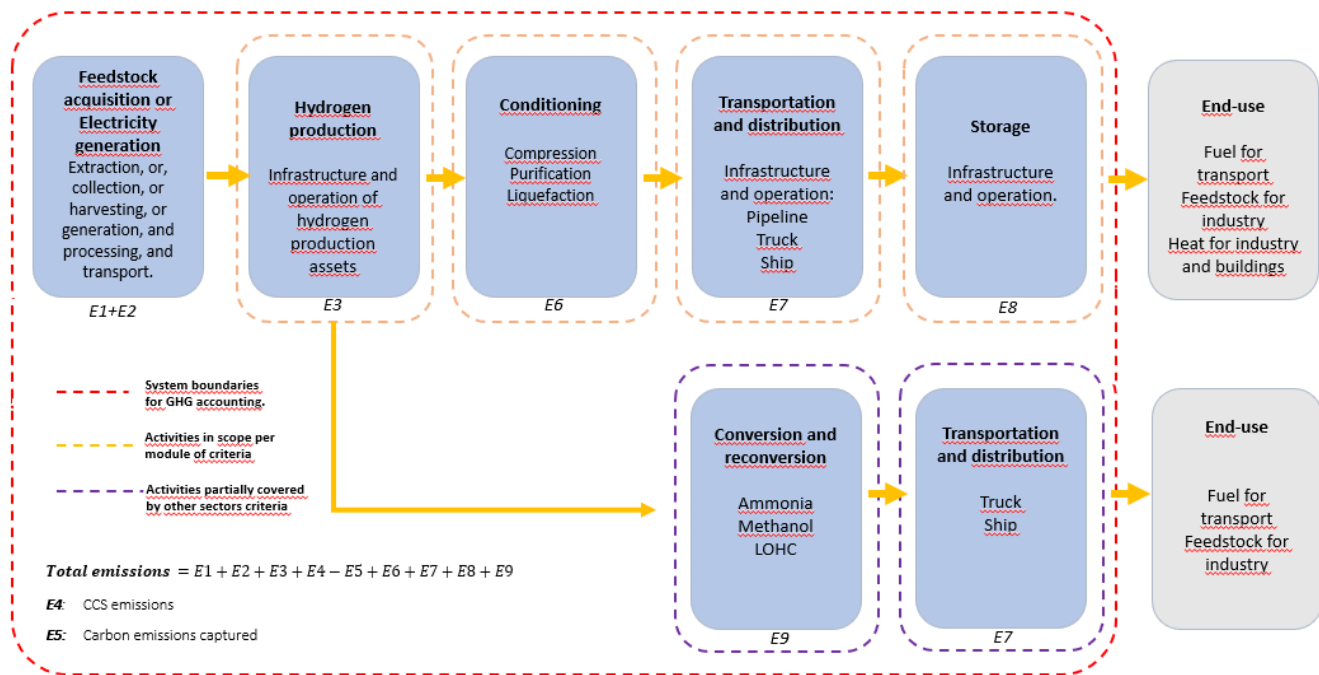 Feedstock
acquisition or
Electricity
generation
Extraction, or,
collection, or
harvesting, or
generation, and
processing, and
transport.
E1+E2
Hydrogen
production
Infrastructure and
operation of
hydrogen
production
assets
E3
Conditioning
Compression
Purification
Liquefaction
E6
Transportation
and distribution
Infrastructure
and operation:
Pipeline
Truck
Ship
E7
Storage
Infrastructure
and operation.
E8
End-use
Fuel for
transport
Feedstock for
industry
Heat for industry
and buildings
System boundaries
for GHG accounting.
Activities in scope per
module of criteria
Activities partially covered
by other sectors criteria
Conversion and
reconversion
Ammonia
Methanol
LOHC
E9
Transportation
and distribution
Truck
Ship
E7
End-use
Fuel for
transport
Feedstock for
industry
Total emissions = E1 + E2 + E3 + E4 − E5 + E6 + E7 + E8 + E9
E4: CCS emissions
E5: Carbon emissions captured